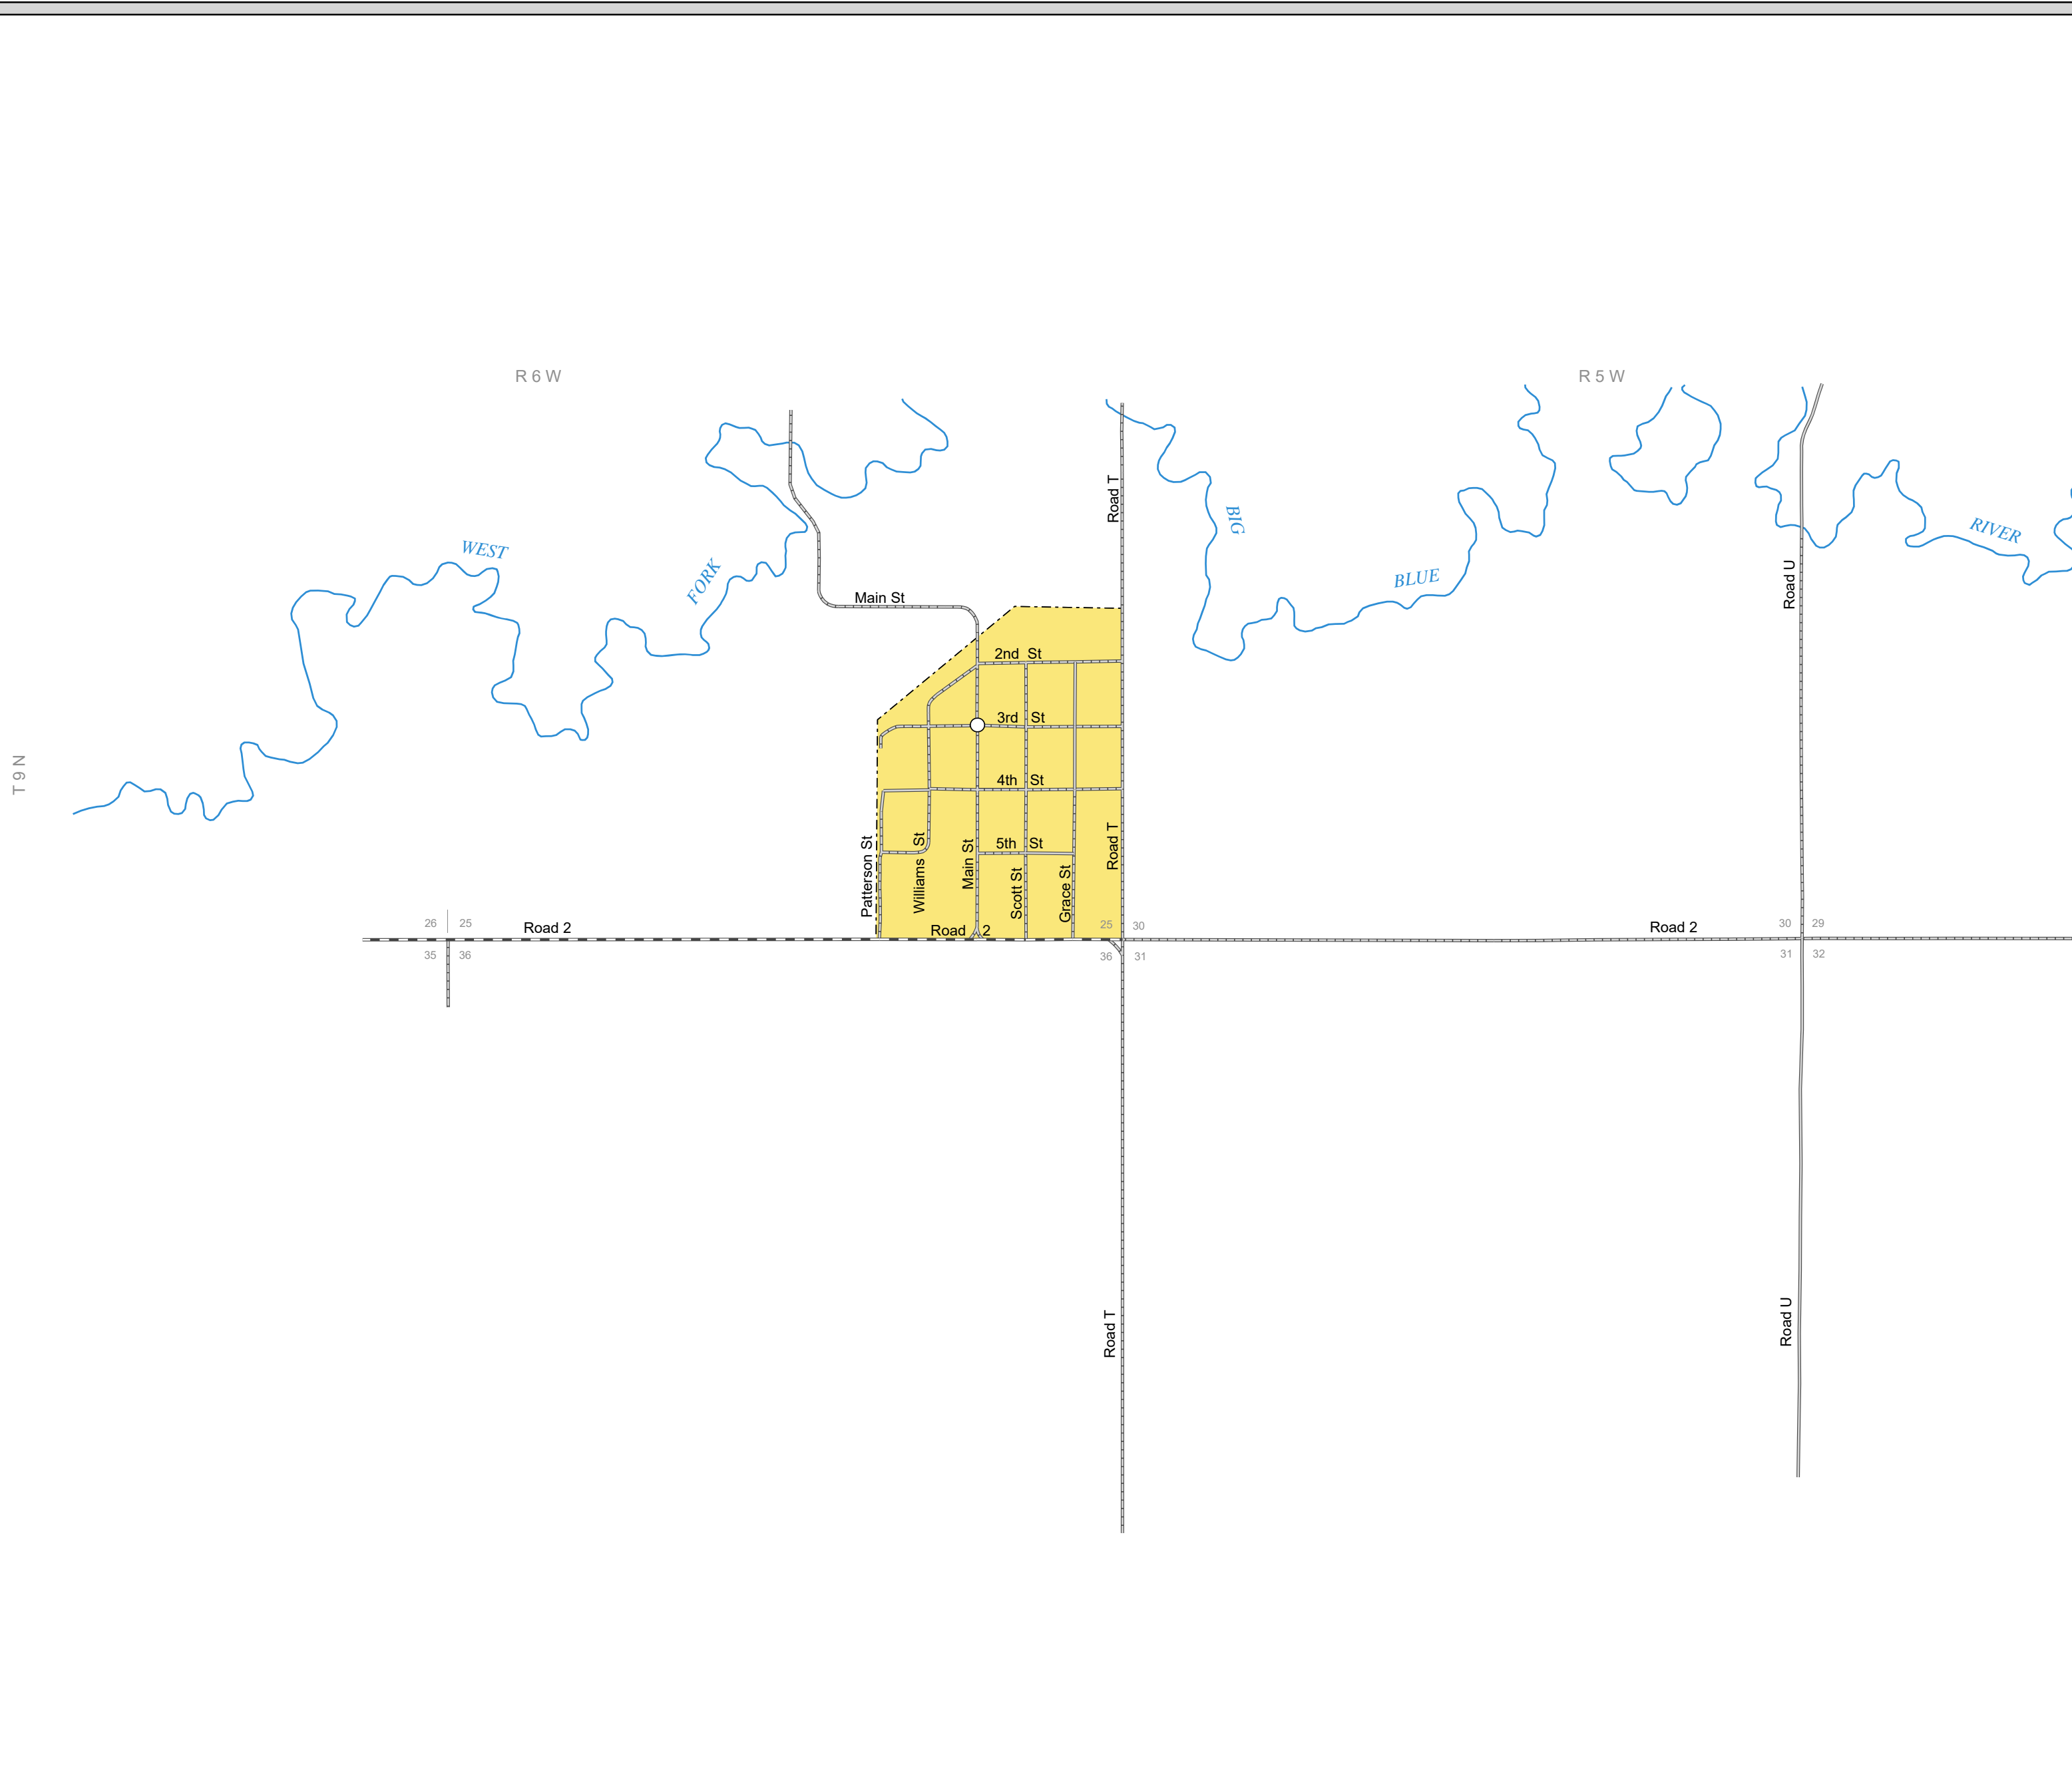 R 6 W
R 5 W
Road T
BIG
RIVER
WEST
FORK
BLUE
Road U
Main St
2nd St
3rd St
T 9 N
4th St
5th St
Patterson St
Williams St
Main St
Scott St
Grace St
Road T
26 25
35 36
Road 2
Road 2
25 30
36 31
Road 2
30 29
31 32
Road T
Road U